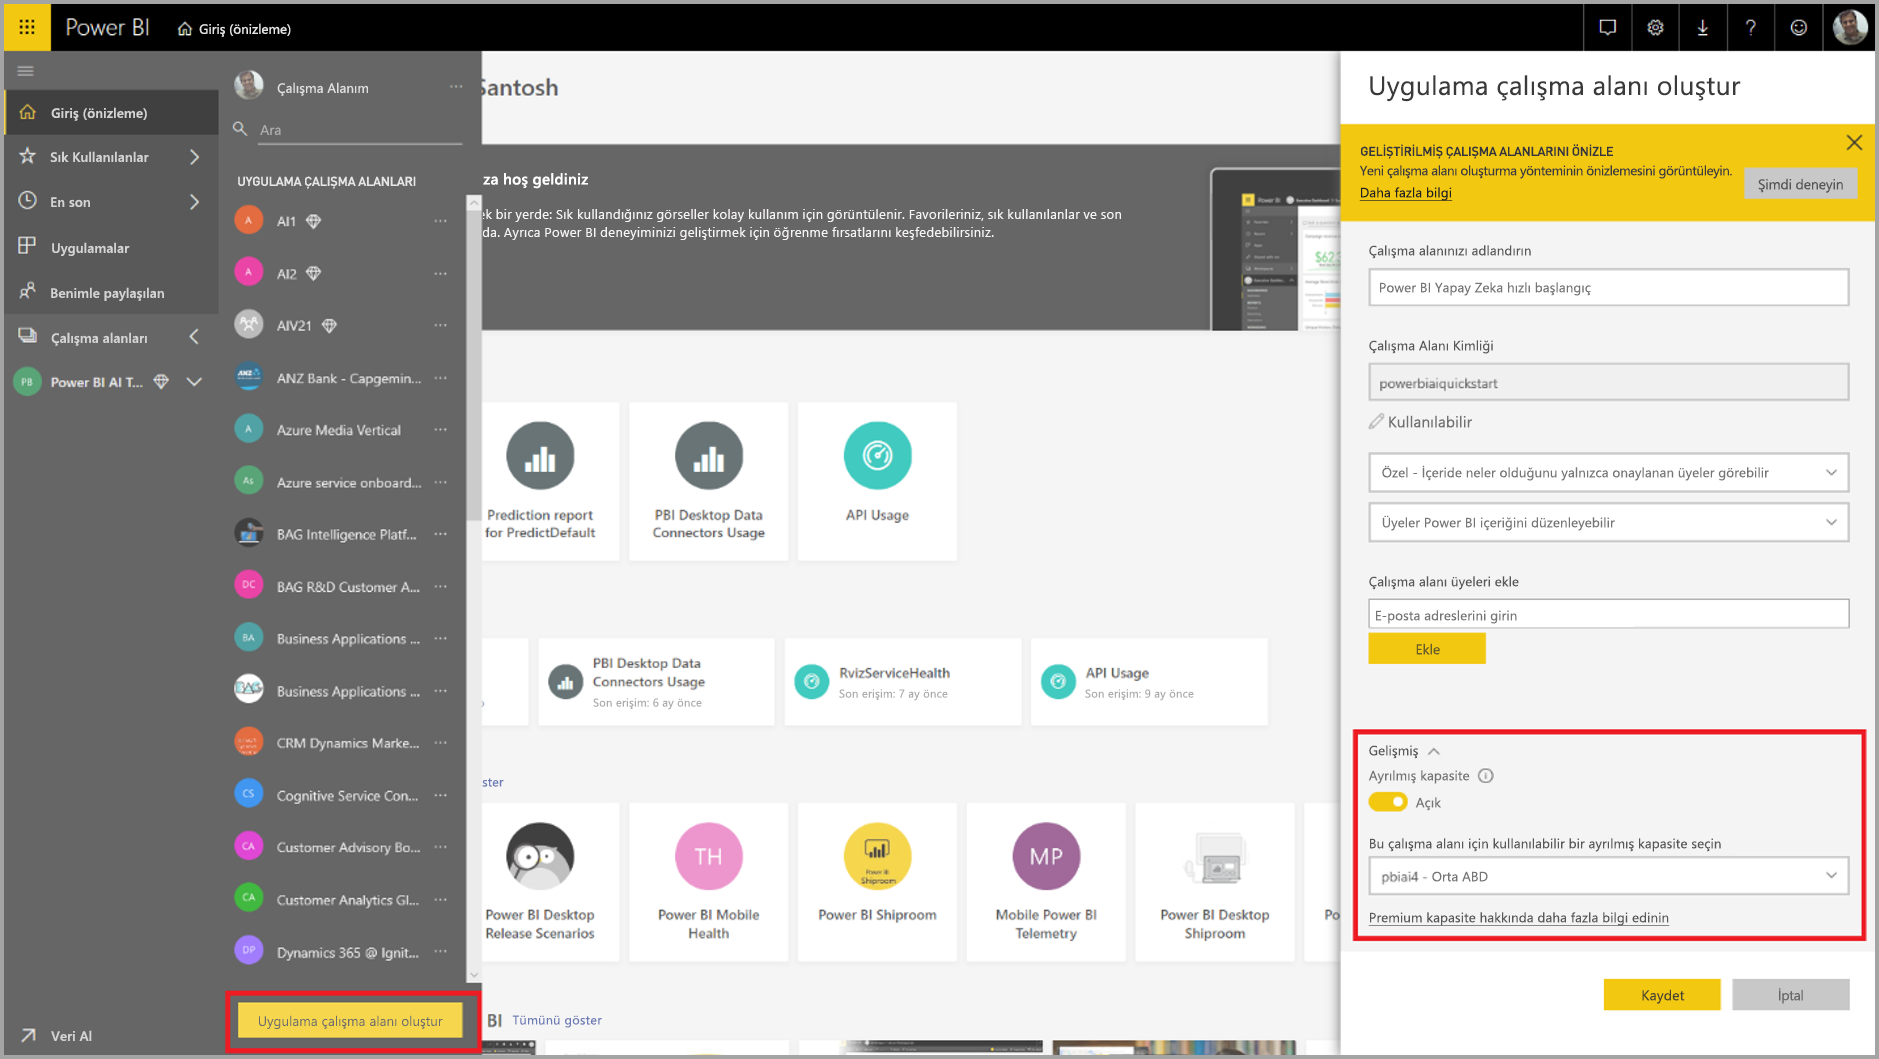 Power BI
Giriş (önizleme)
Giriş (önizleme)
Sık Kullanılanlar
En son
Uygulamalar
Benimle paylaşılan
Çalışma alanları
PB Power BI AI T...
Veri Al
Çalışma Alanım ...
Ara
UYGULAMA ÇALIŞMA ALANLARI
A AI1 ...
A AI2 ...
AIV21 ...
ANZ ANZ Bank - Capgemin... ...
A Azure Media Vertical ...
As Azure service onboard... ...
BAG Intelligence Platf... ...
DC BAG R&D Customer A... ...
BA Business Applications ... ...
BAG Business Applications ... ...
CRM Dynamics Marke... ...
CS Cognitive Service Con... ...
CA Customer Advisory Bo... ...
CA Customer Analytics Gl... ...
DP Dynamics 365 @ Ignit... ...
Uygulama çalışma alanı oluştur
Santosh
za hoş geldiniz
ek bir yerde: Sık kullandığınız görseller kolay kullanım için görüntülenir. Favorileriniz, sık kullanılanlar ve son
da. Ayrıca Power BI deneyiminizi geliştirmek için öğrenme fırsatlarını keşfedebilirsiniz.
Power BI
Prediction report
for PredictDefault
PBI Desktop Data
Connectors Usage
API Usage
PBI Desktop Data
Connectors Usage
Son erişim: 6 ay önce
RvizServiceHealth
Son erişim: 7 ay önce
API Usage
Son erişim: 9 ay önce
ster
Power BI Desktop
Release Scenarios
TH
Power BI Mobile
Health
Power BI
Shiproom
Power BI Shiproom
MP
Mobile Power BI
Telemetry
Power BI Desktop
Shiproom
Po
BI Tümünü göster
Uygulama çalışma alanı oluştur
GELİŞTİRİLMİŞ ÇALIŞMA ALANLARINI ÖNİZLE
Yeni çalışma alanı oluşturma yönteminin önizlemesini görüntüleyin.
Daha fazla bilgi
Şimdi deneyin
Çalışma alanınızı adlandırın
Power BI Yapay Zeka hızlı başlangıç
Çalışma Alanı Kimliği
powerbiaiquickstart
Kullanılabilir
Özel - İçeride neler olduğunu yalnızca onaylanan üyeler görebilir
Üyeler Power BI içeriğini düzenleyebilir
Çalışma alanı üyeleri ekle
E-posta adreslerini girin
Ekle
Gelişmiş
Ayrılmış kapasite
Açık
Bu çalışma alanı için kullanılabilir bir ayrılmış kapasite seçin
pbiai4 - Orta ABD
Premium kapasite hakkında daha fazla bilgi edinin
Kaydet
İptal